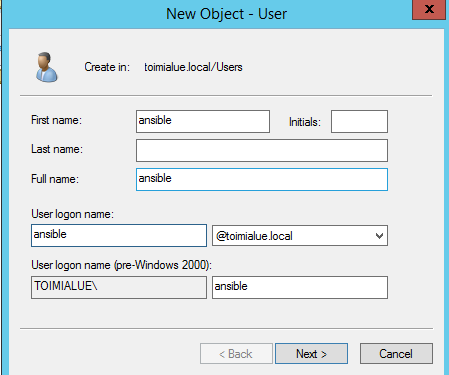 New Object - User
x
Create in: toimialue.local/Users
First name: ansible Initials:
Last name:
Full name: ansible
User logon name:
ansible @toimialue.local
User logon name (pre-Windows 2000):
TOIMIALUE\ ansible
< Back Next > Cancel